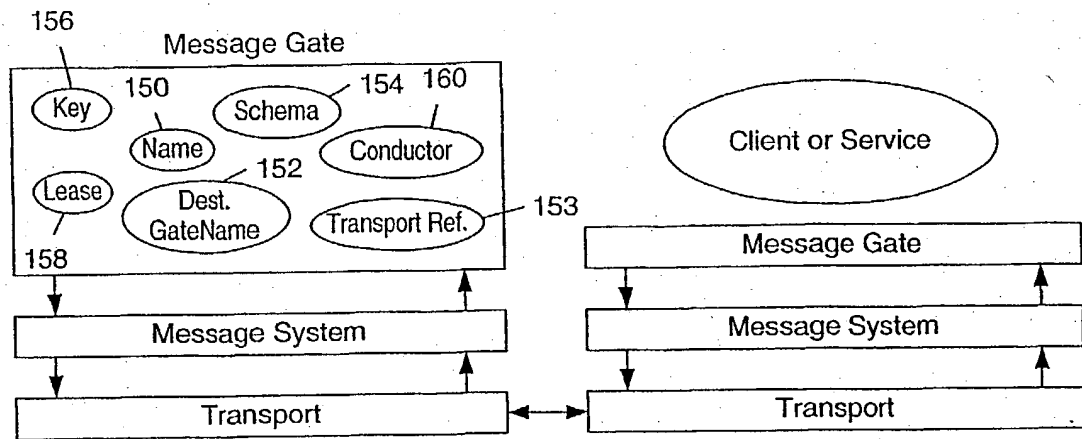 156
Message Gate
150
154
160
Key
Schema
Name
Conductor
Client or Service
152
Lease
Dest.
GateName
Transport Ref.
153
158
Message Gate
Message System
Message System
Transport
Transport